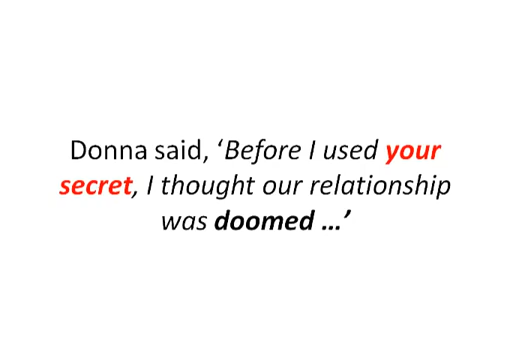 Donna said, ‘Before I used your
secret, I thought our relationship
was doomed …’